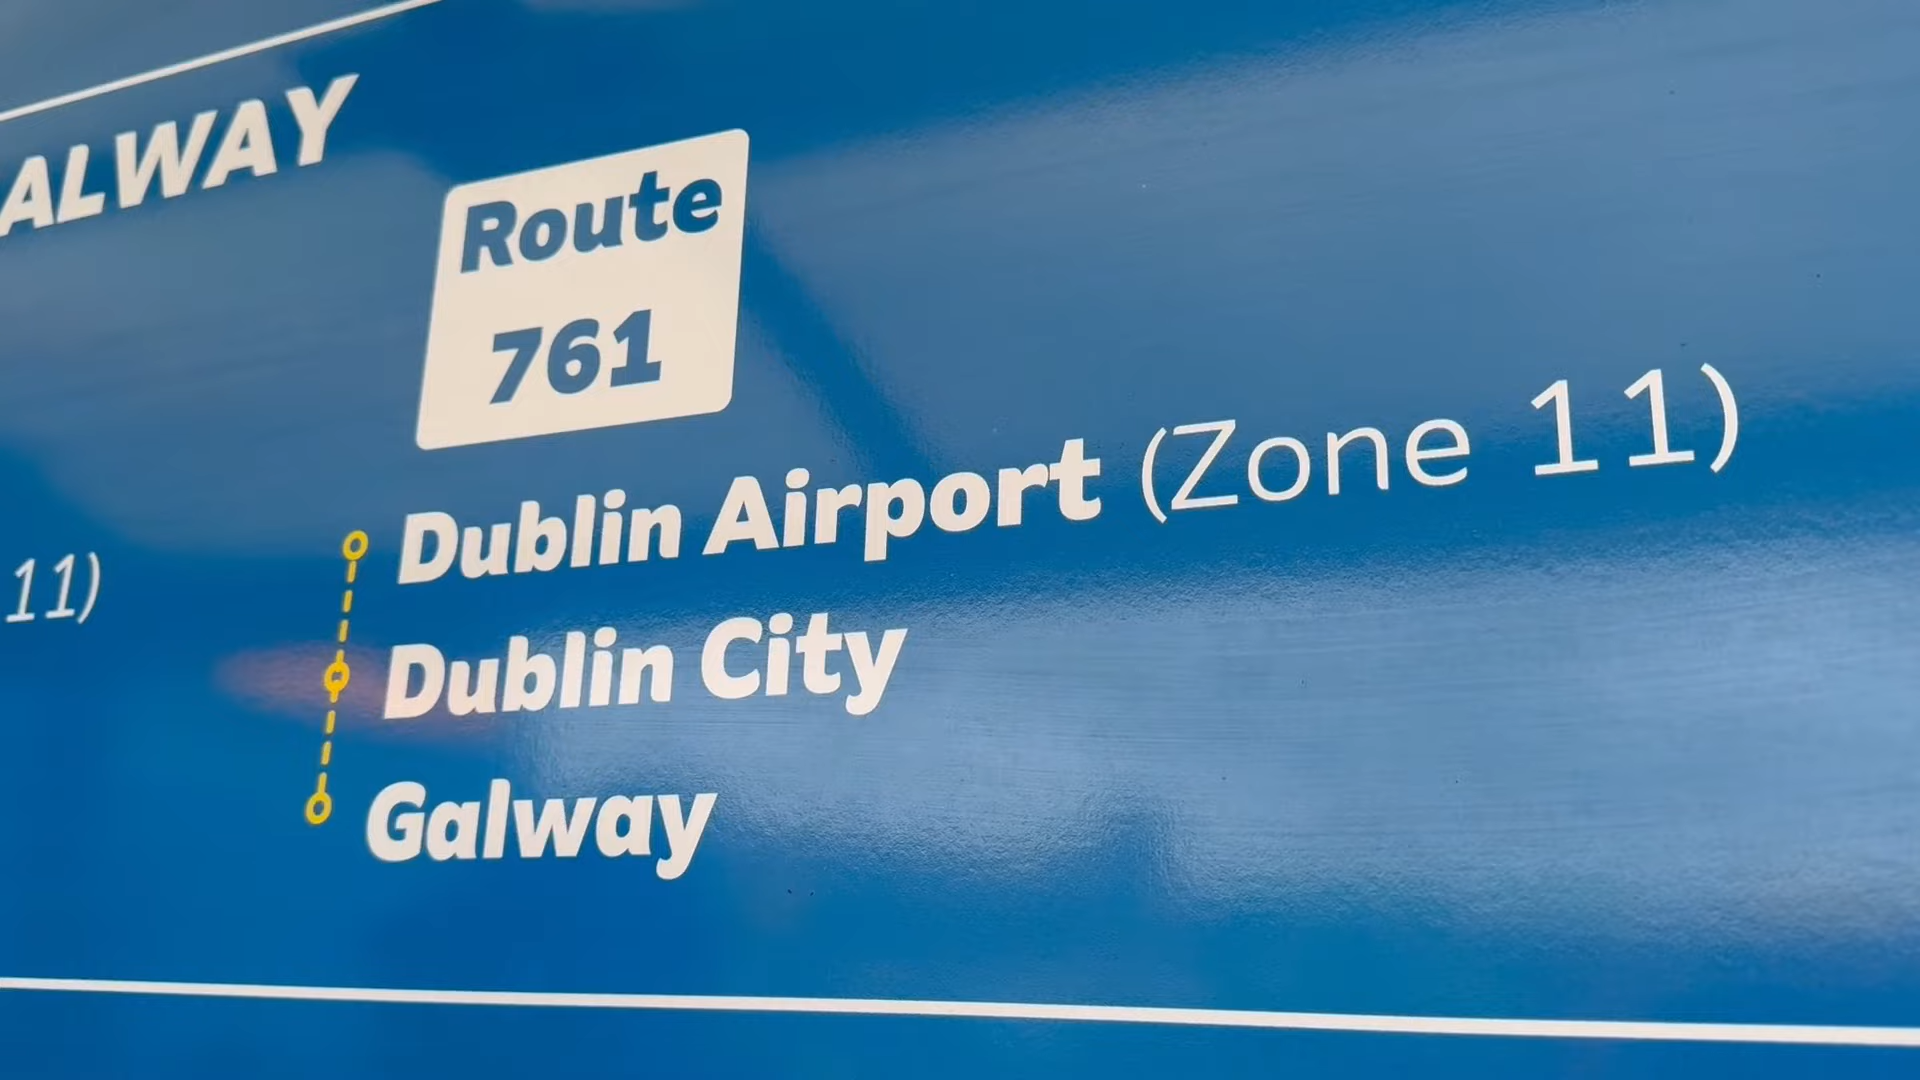 ALWAY
Route
761
Dublin Airport (Zone 11)
11)
Dublin City
Galway